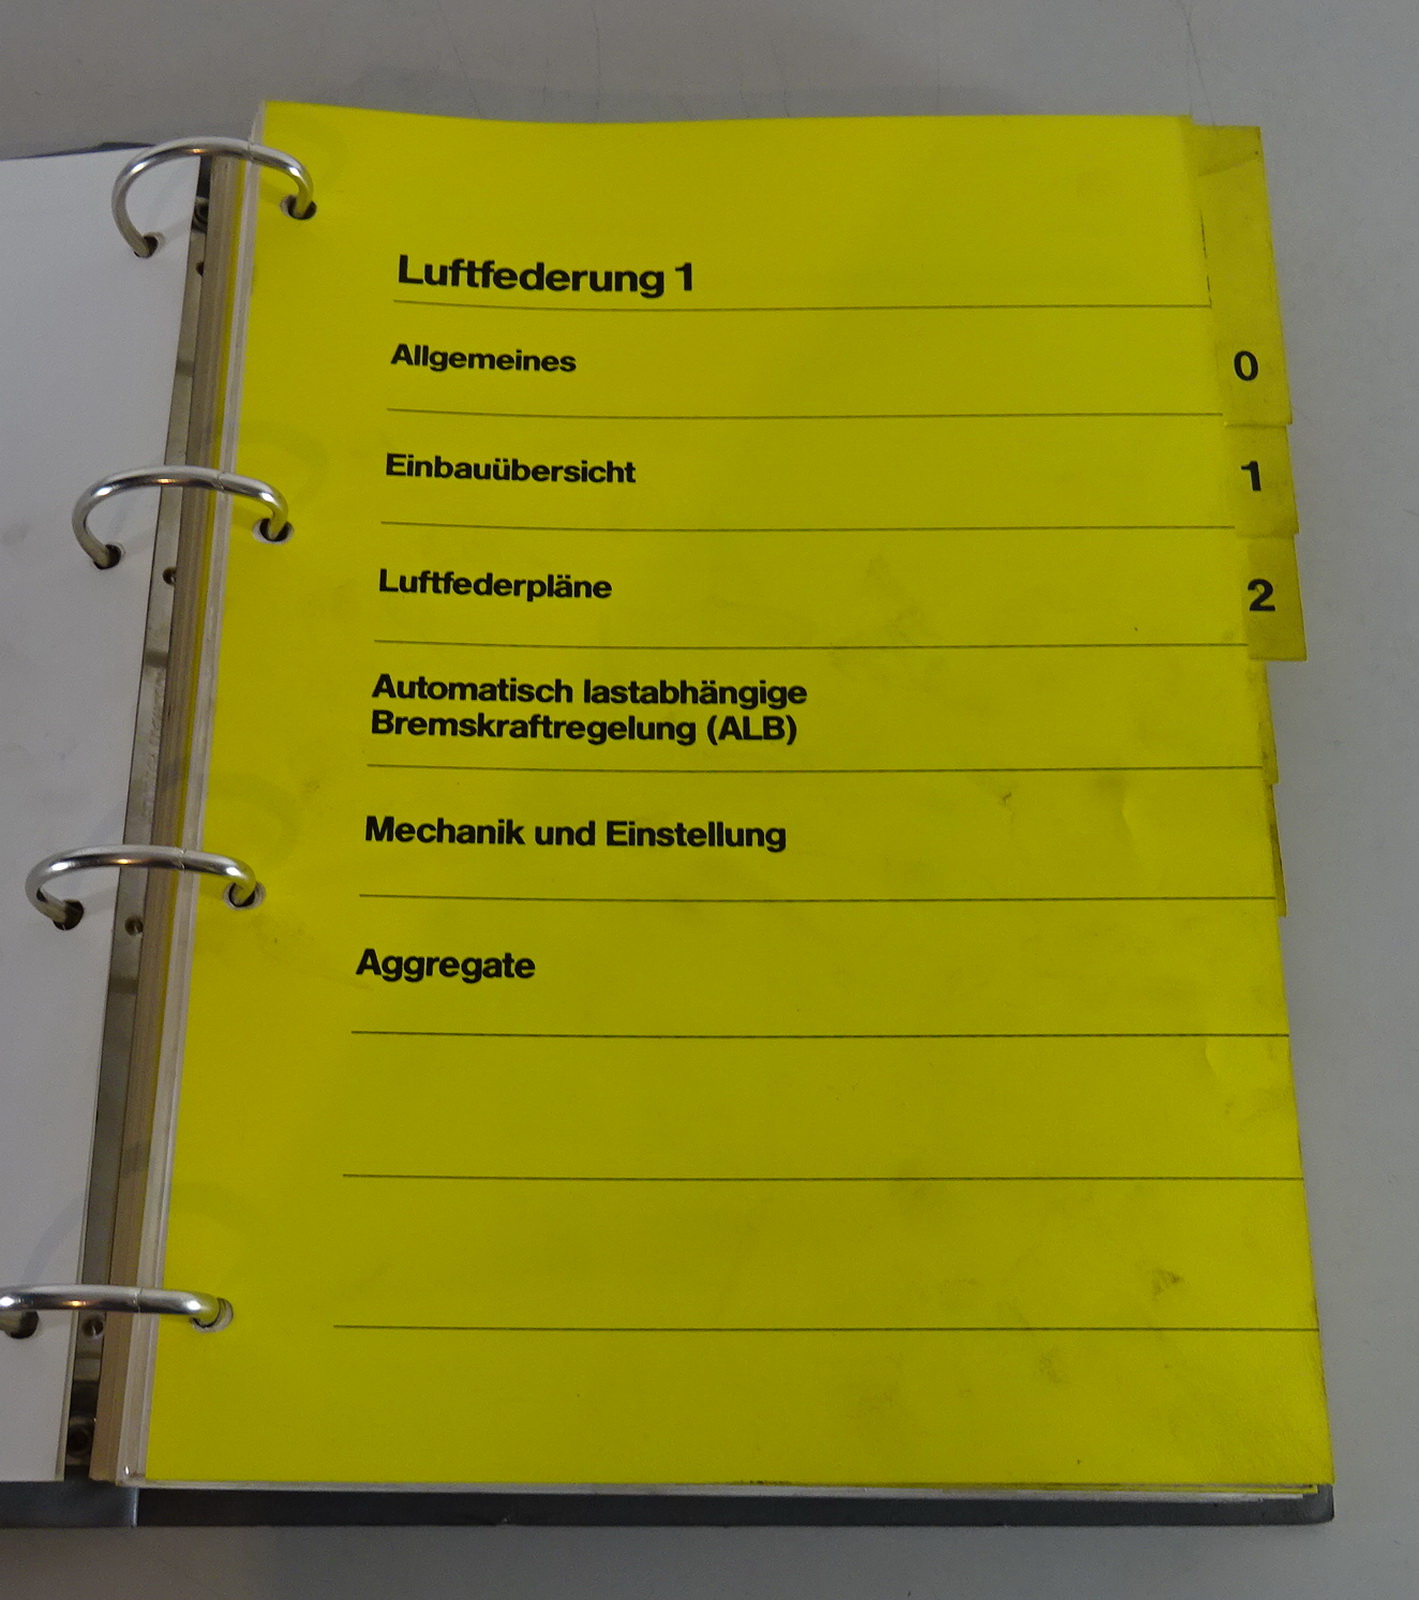 Luftfederung 1
Allgemeines 0
Einbauübersicht 1
Luftfederpläne 2
Automatisch lastabhängige
Bremskraftregelung (ALB)
Mechanik und Einstellung
Aggregate